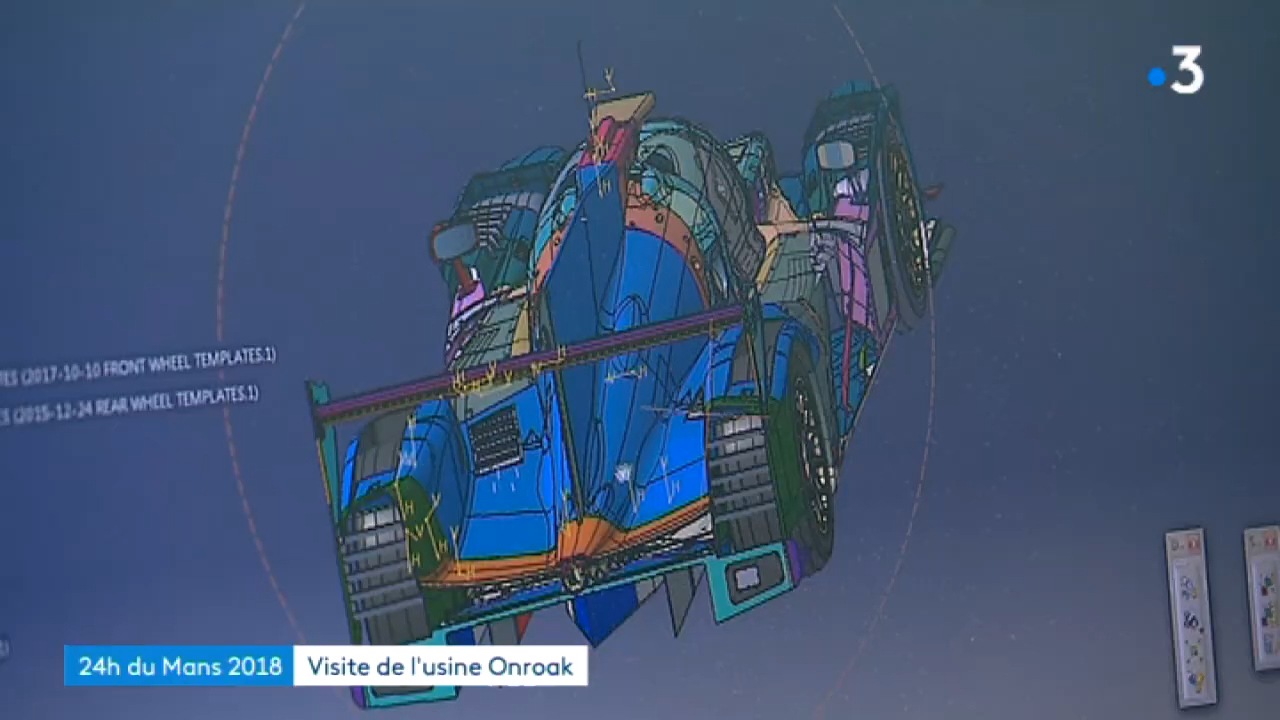 3
TES (2017-10-10 FRONT WHEEL TEMPLATES.1)
ES (2015-12-24 REAR WHEEL TEMPLATES.1)
24h du Mans 2018
Visite de l'usine Onroak